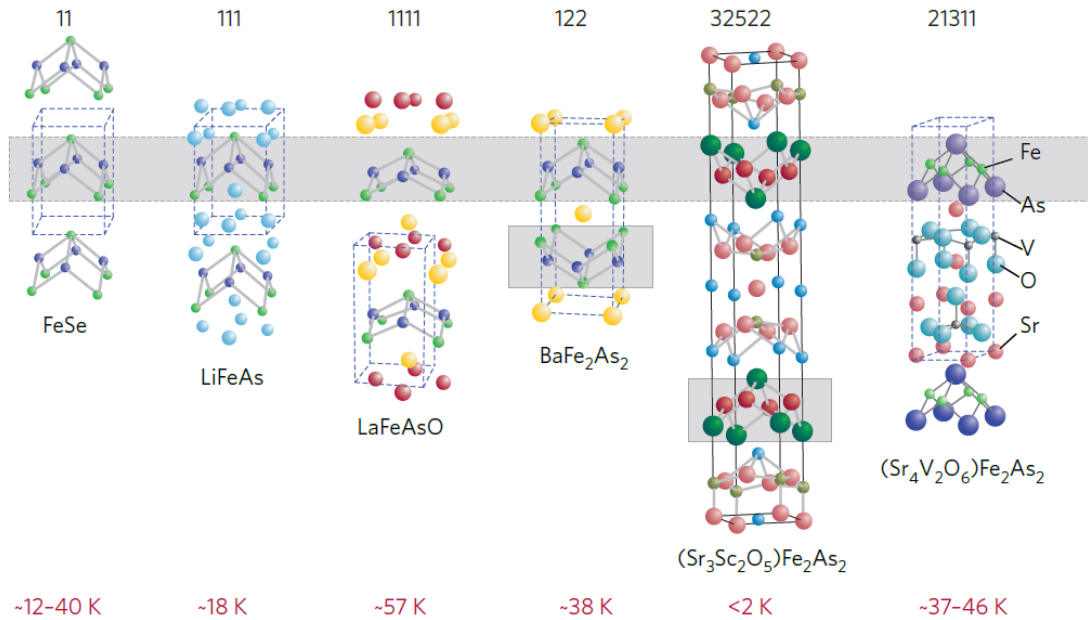 11 111 1111 122 32522 21311
Fe
As
V
O
Sr
FeSe
LiFeAs
LaFeAsO
BaFe₂As₂
(Sr₃Sc₂O₅)Fe₂As₂
(Sr₄V₂O₆)Fe₂As₂
~12–40 K ~18 K ~57 K ~38 K <2 K ~37–46 K